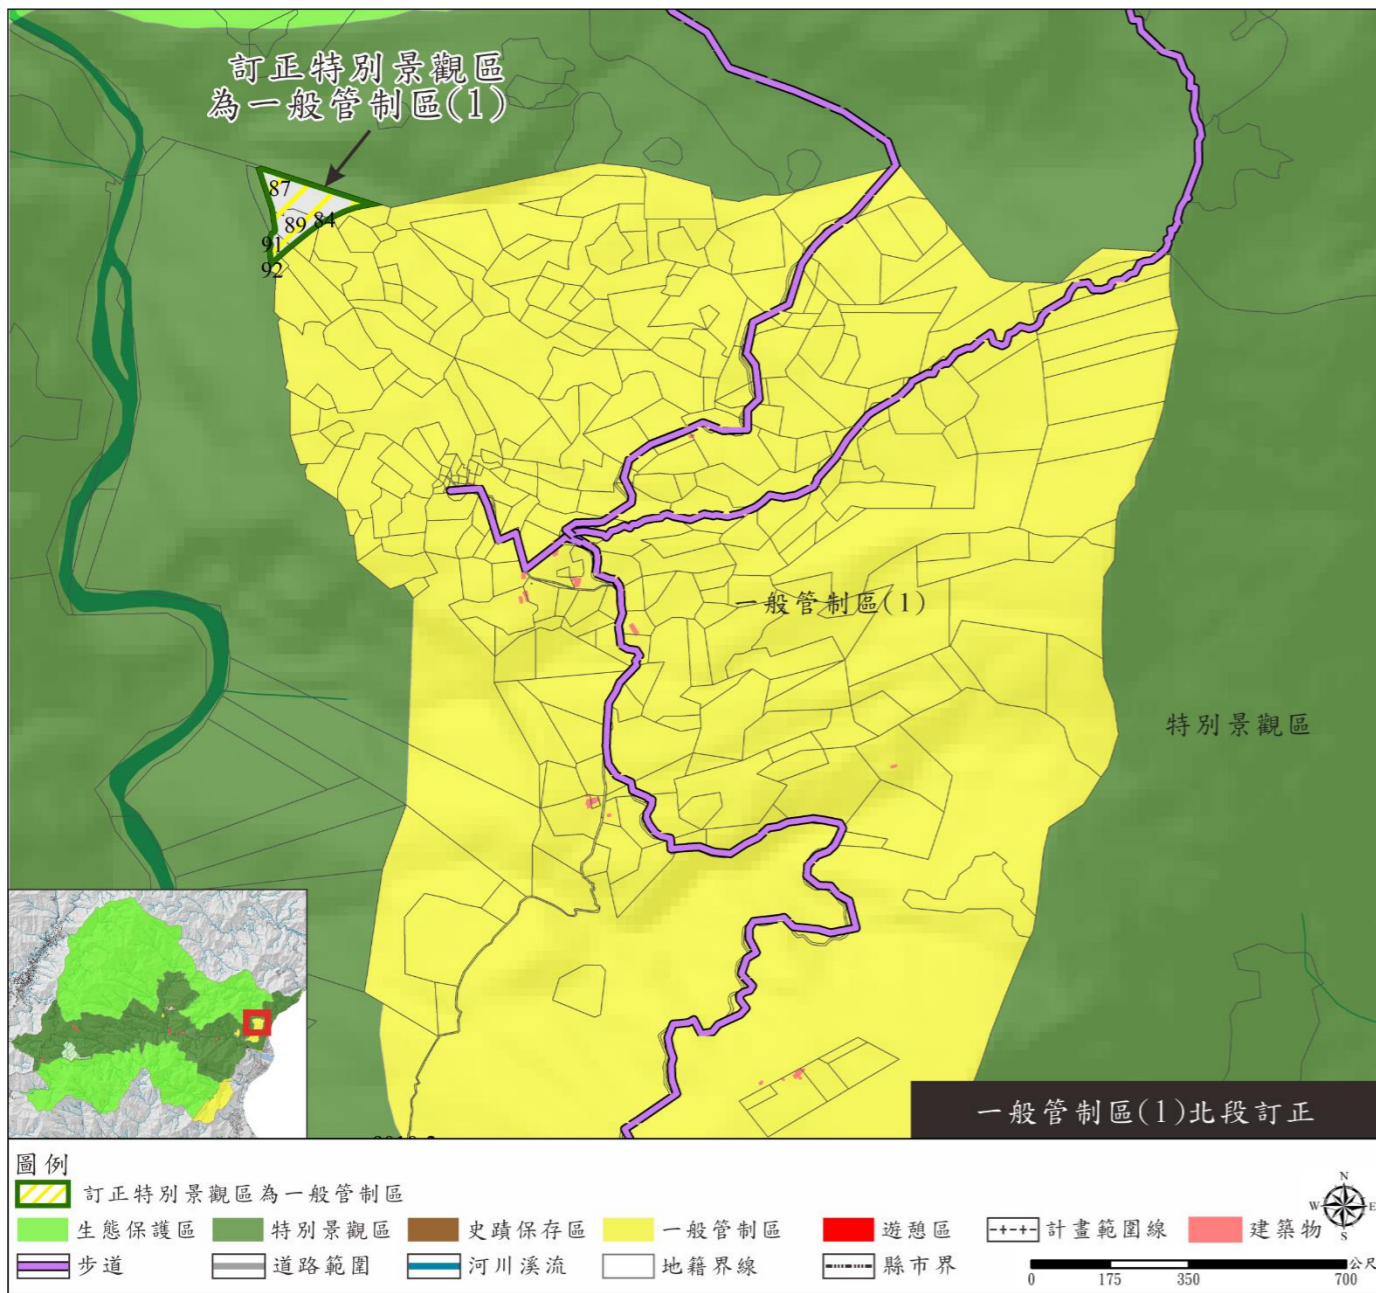 訂正特別景觀區
為一般管制區(1)
87
89 84
91
92
一般管制區(1)
特別景觀區
一般管制區(1)北段訂正
圖例
訂正特別景觀區為一般管制區
生態保護區 特別景觀區 史蹟保存區 一般管制區 遊憩區 計畫範圍線 建築物
步道 道路範圍 河川溪流 地籍界線 縣市界
N
W E
S
公尺
0 175 350 700